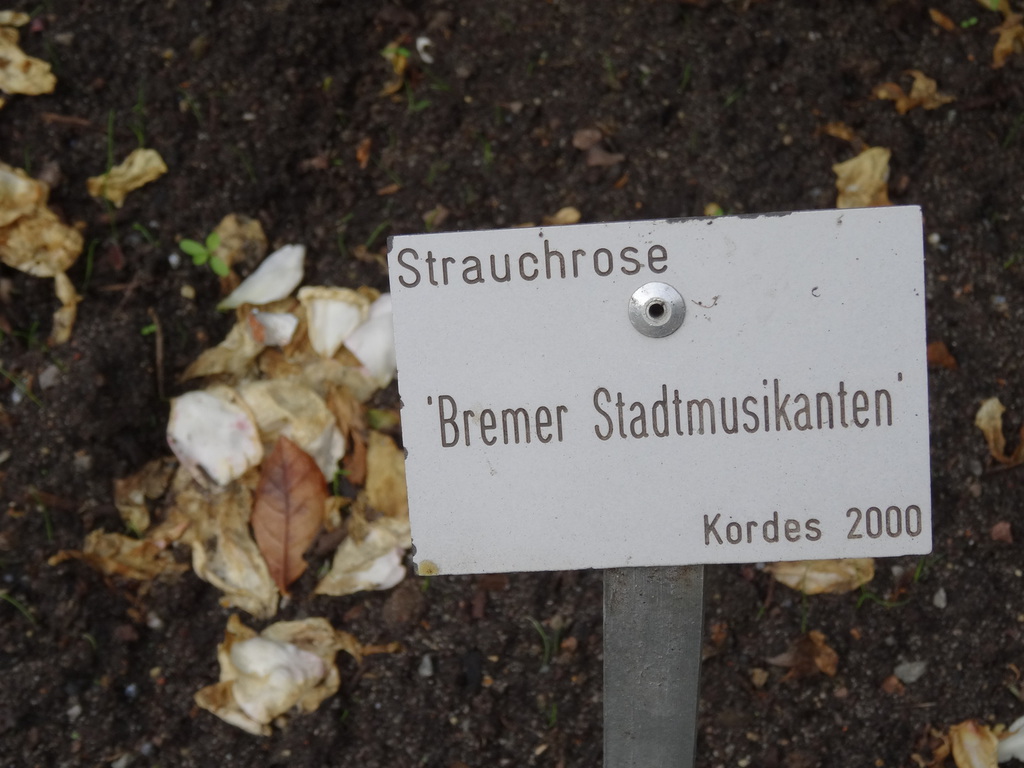 Strauchrose
'Bremer Stadtmusikanten'
Kordes 2000